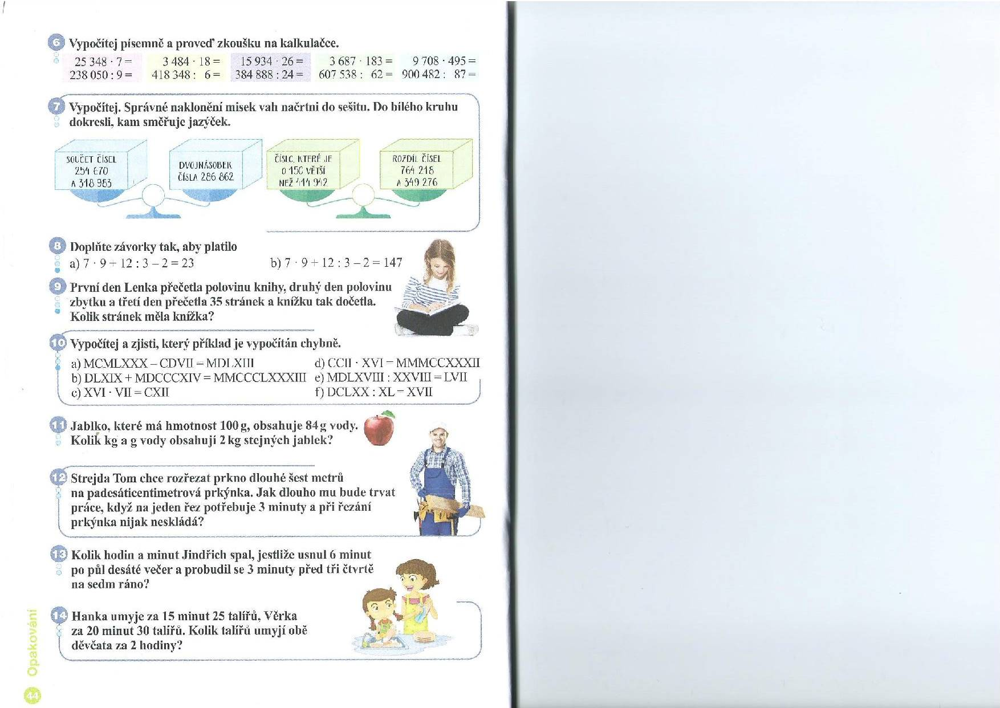 6 Vypočítej písemně a proveď zkoušku na kalkulačce.
25 348 · 7 = 3 484 · 18 = 15 934 · 26 = 3 687 · 183 = 9 708 · 495 =
238 050 : 9 = 418 348 : 6 = 384 888 : 24 = 607 538 : 62 = 900 482 : 87 =
7 Vypočítej. Správné naklonění misek vah načrtni do sešitu. Do bílého kruhu
dokresli, kam směřuje jazýček.
SOUČET ČÍSEL
254 670
A 318 983
DVOJNÁSOBEK
ČÍSLA 286 862
ČÍSLO, KTERÉ JE
O 150 VĚTŠÍ
NEŽ 414 942
ROZDÍL ČÍSEL
764 218
A 349 276
8 Doplňte závorky tak, aby platilo
a) 7 · 9 + 12 : 3 – 2 = 23 b) 7 · 9 + 12 : 3 – 2 = 147
9 První den Lenka přečetla polovinu knihy, druhý den polovinu
zbytku a třetí den přečetla 35 stránek a knížku tak dočetla.
Kolik stránek měla knížka?
10 Vypočítej a zjisti, který příklad je vypočítán chybně.
a) MCMLXXX – CDVII = MDLXIII d) CCII · XVI = MMMCCXXXII
b) DLXIX + MDCCCXIV = MMCCCLXXXIII e) MDLXVIII : XXVIII = LVII
c) XVI · VII = CXII f) DCLXX : XL = XVII
11 Jablko, které má hmotnost 100 g, obsahuje 84 g vody.
Kolik kg a g vody obsahují 2 kg stejných jablek?
12 Strejda Tom chce rozřezat prkno dlouhé šest metrů
na padesáticentimetrová prkýnka. Jak dlouho mu bude trvat
práce, když na jeden řez potřebuje 3 minuty a při řezání
prkýnka nijak neskládá?
13 Kolik hodin a minut Jindřich spal, jestliže usnul 6 minut
po půl desáté večer a probudil se 3 minuty před tři čtvrtě
na sedm ráno?
14 Hanka umyje za 15 minut 25 talířů, Věrka
za 20 minut 30 talířů. Kolik talířů umyjí obě
děvčata za 2 hodiny?
Opakování
44